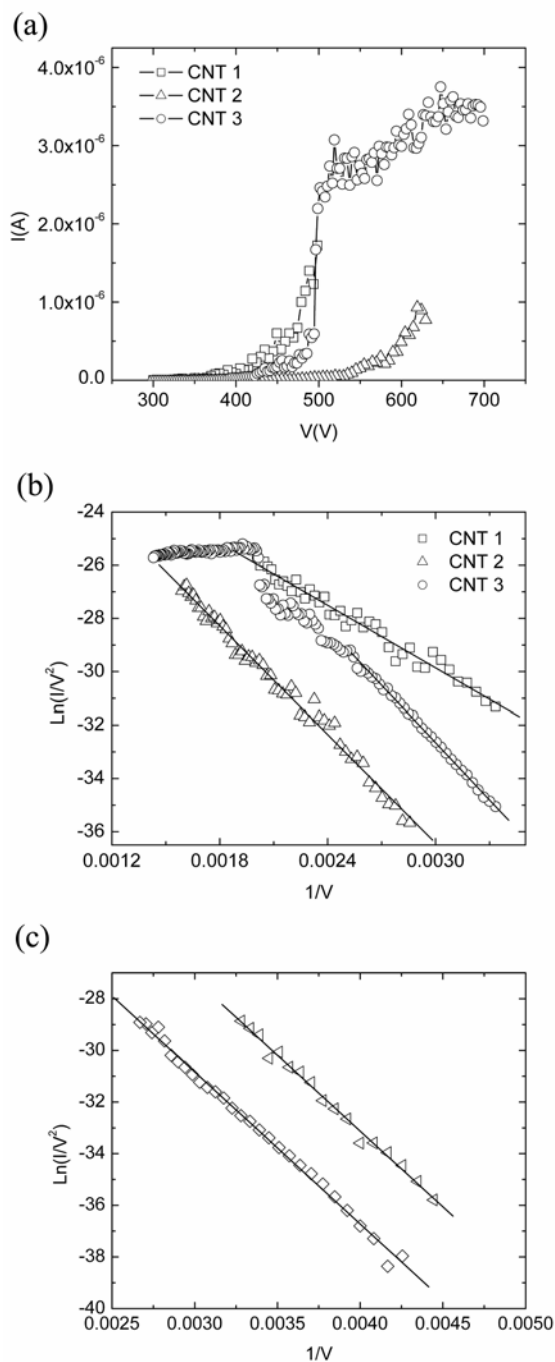 (a)
4.0x10-6
3.0x10-6
2.0x10-6
1.0x10-6
0.0
I(A)
CNT 1
CNT 2
CNT 3
300 400 500 600 700
V(V)
(b)
-24
-26
-28
-30
-32
-34
-36
Ln(I/V²)
CNT 1
CNT 2
CNT 3
0.0012 0.0018 0.0024 0.0030
1/V
(c)
-28
-30
-32
-34
-36
-38
-40
Ln(I/V²)
0.0025 0.0030 0.0035 0.0040 0.0045 0.0050
1/V